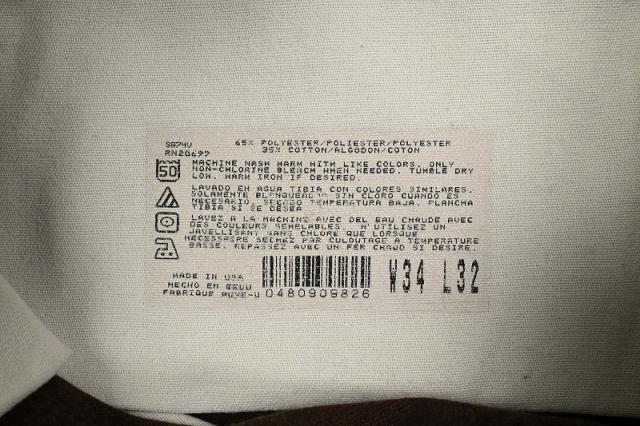 S874V
RN20699
65% POLYESTER/POLIESTER/POLYESTER
35% COTTON/ALGODON/COTON
50
MACHINE WASH WARM WITH LIKE COLORS. ONLY
NON-CHLORINE BLEACH WHEN NEEDED. TUMBLE DRY
LOW. WARM IRON IF DESIRED.
LAVADO EN AGUA TIBIA CON COLORES SIMILARES.
SOLAMENTE BLANQUEADO SIN CLORO CUANDO ES
NECESARIO. SECADO TEMPERATURA BAJA. PLANCHA
TIBIA SI SE DESEA
LAVEZ A LA MACHINE AVEC DEL EAU CHAUDE AVEC
DES COULEURS SEMBLABLES. N'UTILISEZ UN
JAVELLISANT SANS CHLORE QUE LORSQUE
NECESSAIRE SECHEZ PAR CULOUTAGE A TEMPERATURE
BASSE. REPASSEZ AVEC UN FER CHAUD SI DESIRE.
MADE IN USA
HECHO EN EEUU
FABRIQUE
0480909826
W34 L32